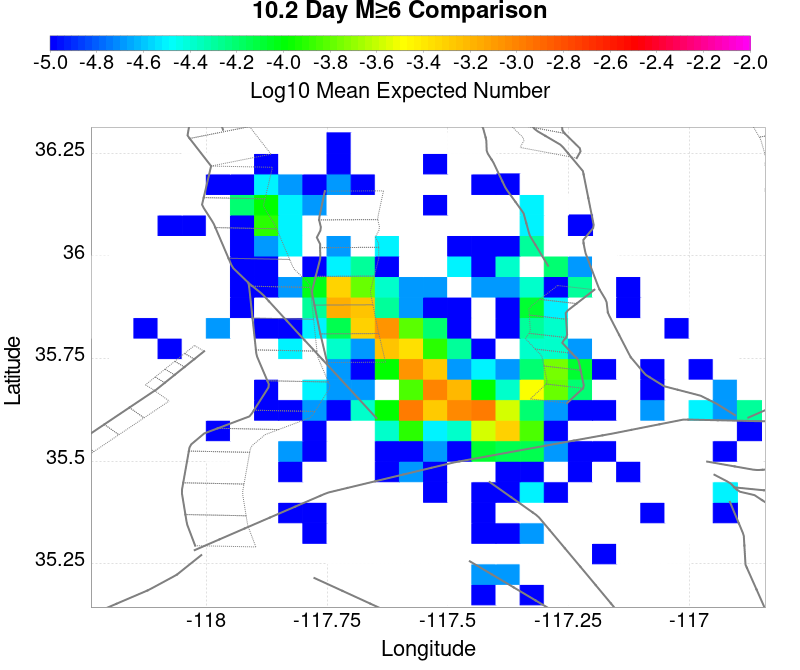 10.2 Day M≥6 Comparison
-5.0 -4.8 -4.6 -4.4 -4.2 -4.0 -3.8 -3.6 -3.4 -3.2 -3.0 -2.8 -2.6 -2.4 -2.2 -2.0
Log10 Mean Expected Number
36.25
36
35.75
35.5
35.25
Latitude
-118 -117.75 -117.5 -117.25 -117
Longitude